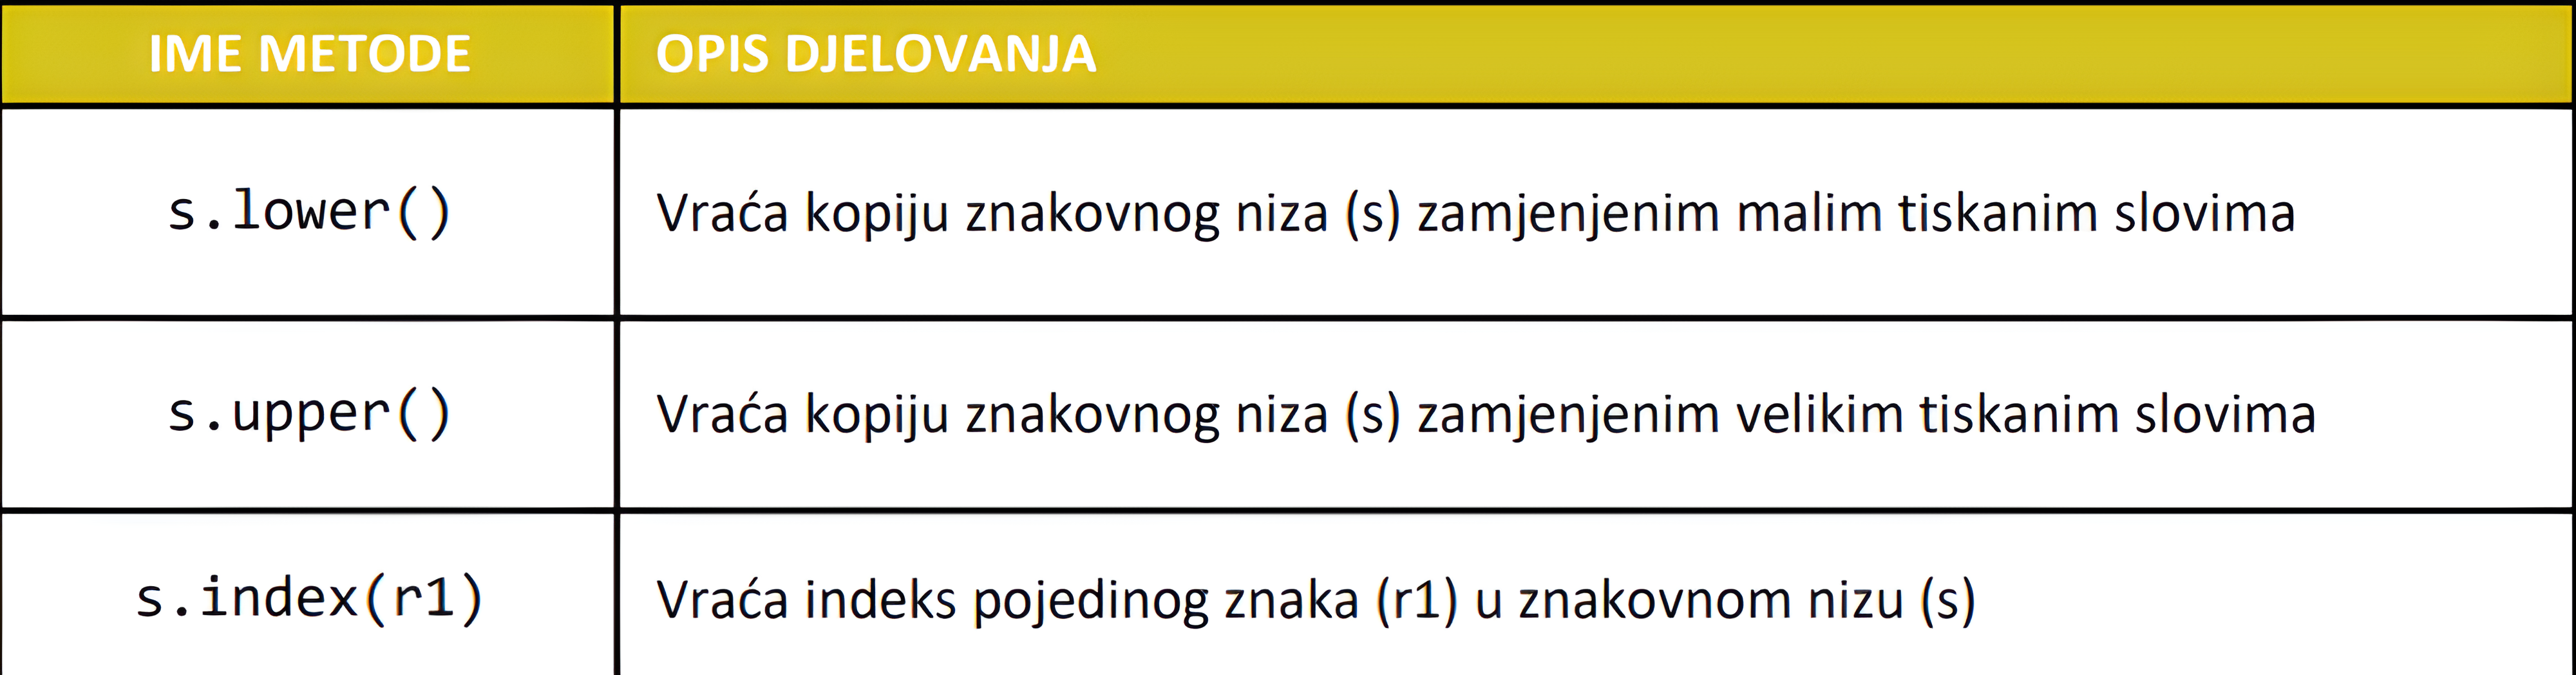 IME METODE
OPIS DJELOVANJA
s.lower()
Vraća kopiju znakovnog niza (s) zamjenjenim malim tiskanim slovima
s.upper()
Vraća kopiju znakovnog niza (s) zamjenjenim velikim tiskanim slovima
s.index(r1)
Vraća indeks pojedinog znaka (r1) u znakovnom nizu (s)